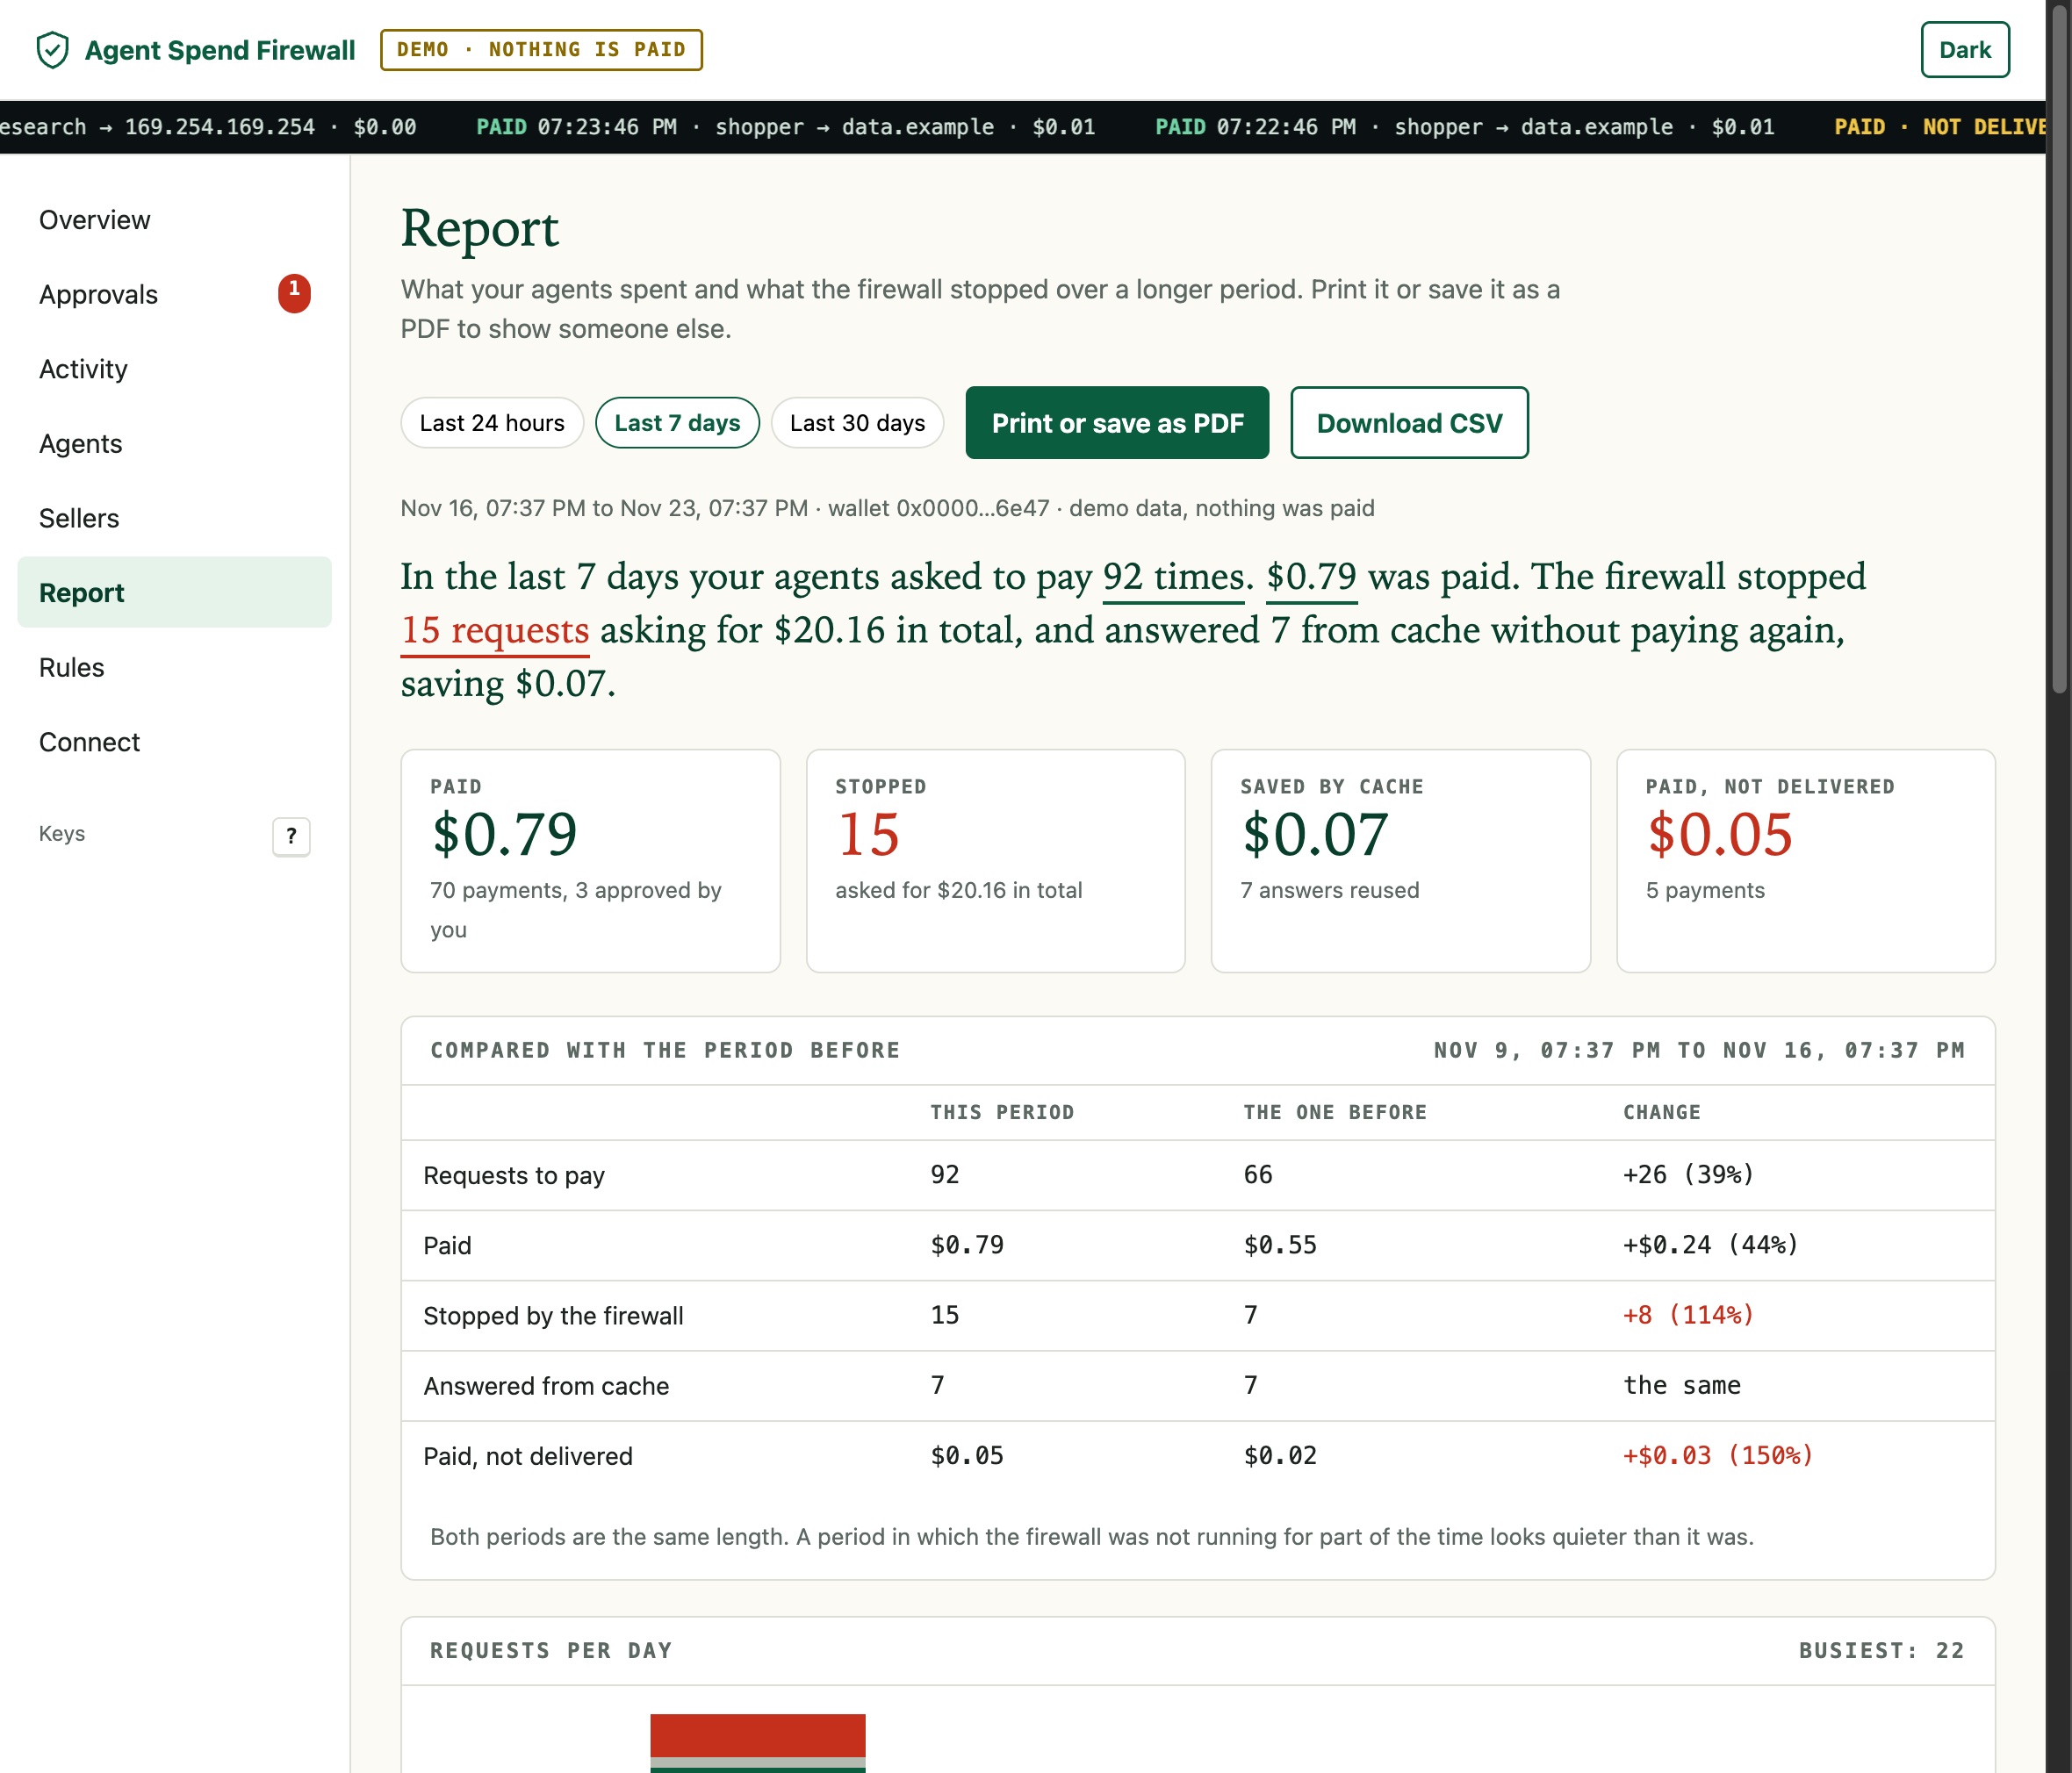 Agent Spend Firewall
DEMO · NOTHING IS PAID
Dark
esearch → 169.254.169.254 · $0.00 PAID 07:23:46 PM · shopper → data.example · $0.01 PAID 07:22:46 PM · shopper → data.example · $0.01 PAID · NOT DELIVE
Overview
Approvals 1
Activity
Agents
Sellers
Report
Rules
Connect
Keys ?
Report
What your agents spent and what the firewall stopped over a longer period. Print it or save it as a
PDF to show someone else.
Last 24 hours Last 7 days Last 30 days Print or save as PDF Download CSV
Nov 16, 07:37 PM to Nov 23, 07:37 PM · wallet 0x0000…6e47 · demo data, nothing was paid
In the last 7 days your agents asked to pay 92 times. $0.79 was paid. The firewall stopped
15 requests asking for $20.16 in total, and answered 7 from cache without paying again,
saving $0.07.
PAID
$0.79
70 payments, 3 approved by
you
STOPPED
15
asked for $20.16 in total
SAVED BY CACHE
$0.07
7 answers reused
PAID, NOT DELIVERED
$0.05
5 payments
COMPARED WITH THE PERIOD BEFORE NOV 9, 07:37 PM TO NOV 16, 07:37 PM
THIS PERIOD THE ONE BEFORE CHANGE
Requests to pay 92 66 +26 (39%)
Paid $0.79 $0.55 +$0.24 (44%)
Stopped by the firewall 15 7 +8 (114%)
Answered from cache 7 7 the same
Paid, not delivered $0.05 $0.02 +$0.03 (150%)
Both periods are the same length. A period in which the firewall was not running for part of the time looks quieter than it was.
REQUESTS PER DAY BUSIEST: 22